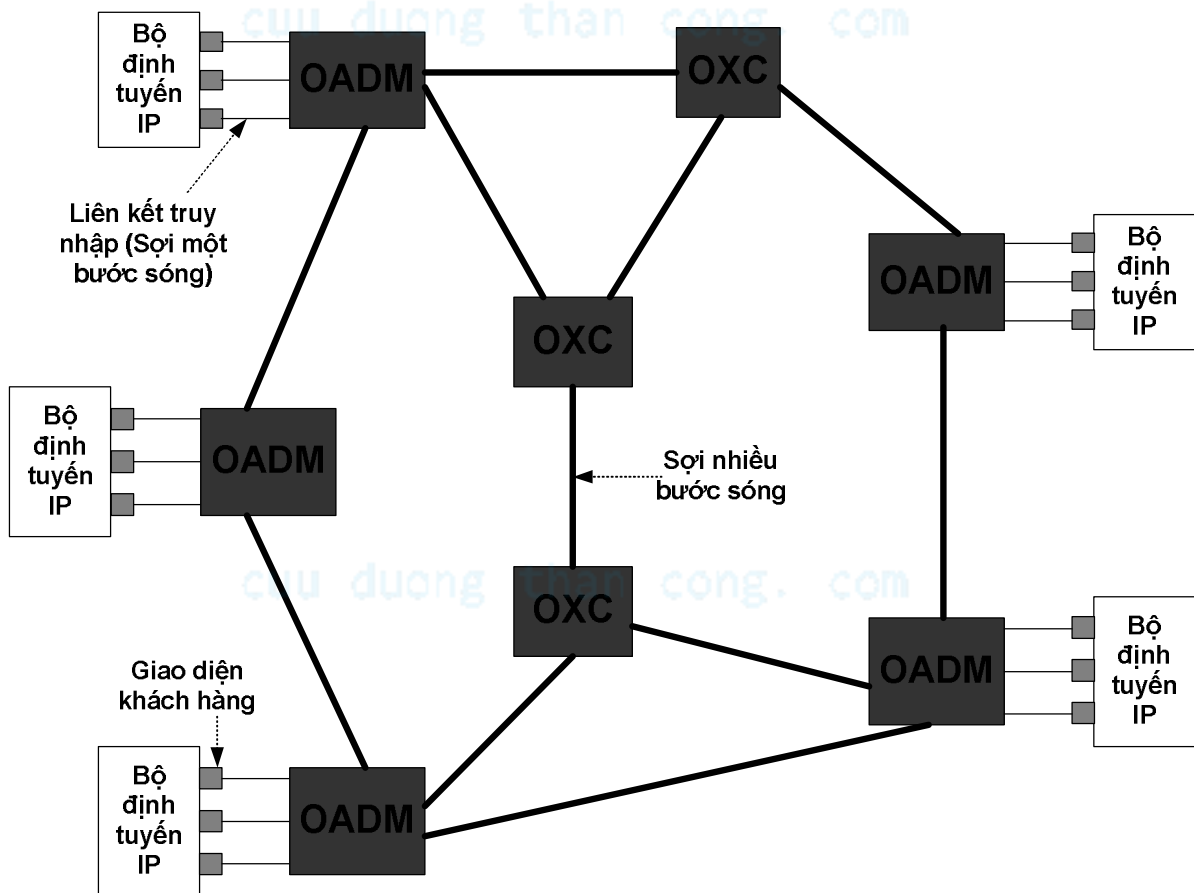 cuu duong than cong. com
Bộ
định
tuyến
IP
OADM
OXC
Liên kết truy
nhập (Sợi một
bước sóng)
Bộ
định
tuyến
IP
OADM
OXC
Bộ
định
tuyến
IP
OADM
Sợi nhiều
bước sóng
cuu duong than cong. com
OXC
Bộ
định
tuyến
IP
OADM
Giao diện
khách hàng
Bộ
định
tuyến
IP
OADM